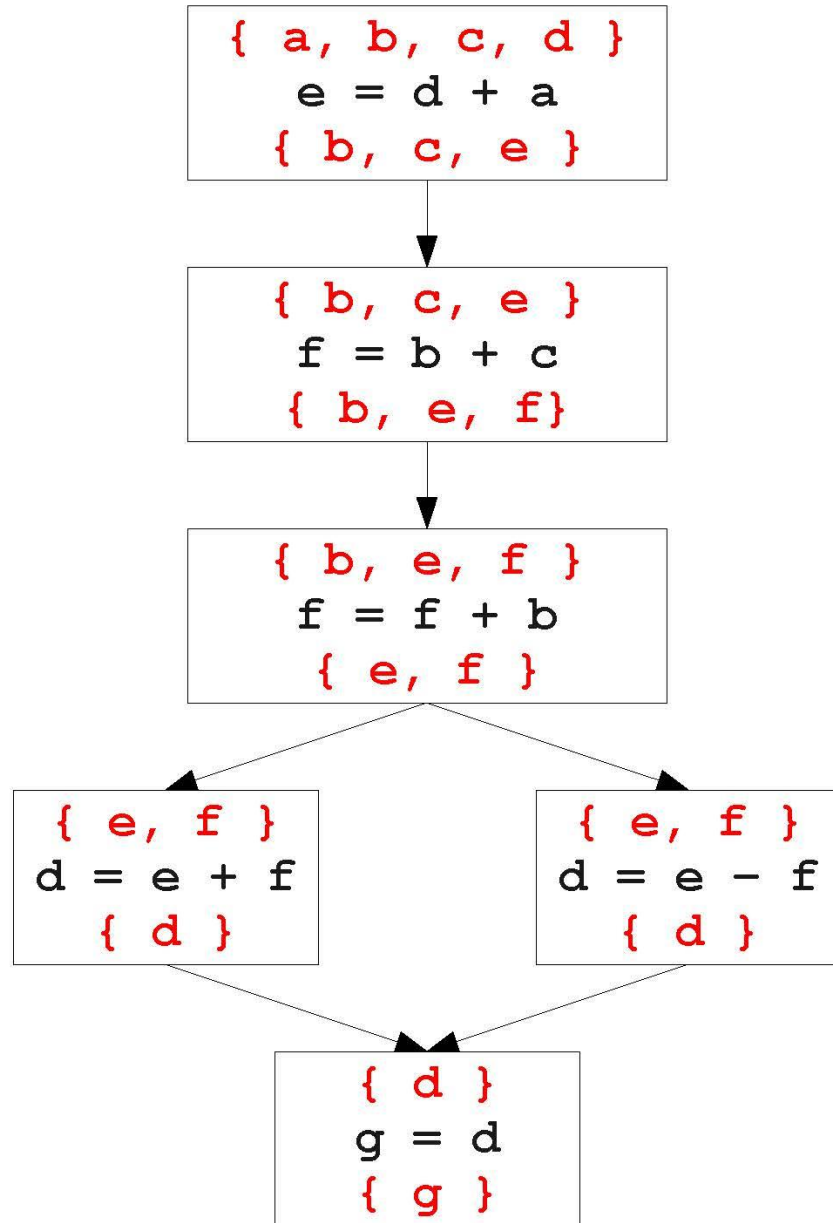 { a, b, c, d }
e = d + a
{ b, c, e }
{ b, c, e }
f = b + c
{ b, e, f}
{ b, e, f }
f = f + b
{ e, f }
{ e, f }
d = e + f
{ d }
{ e, f }
d = e - f
{ d }
{ d }
g = d
{ g }